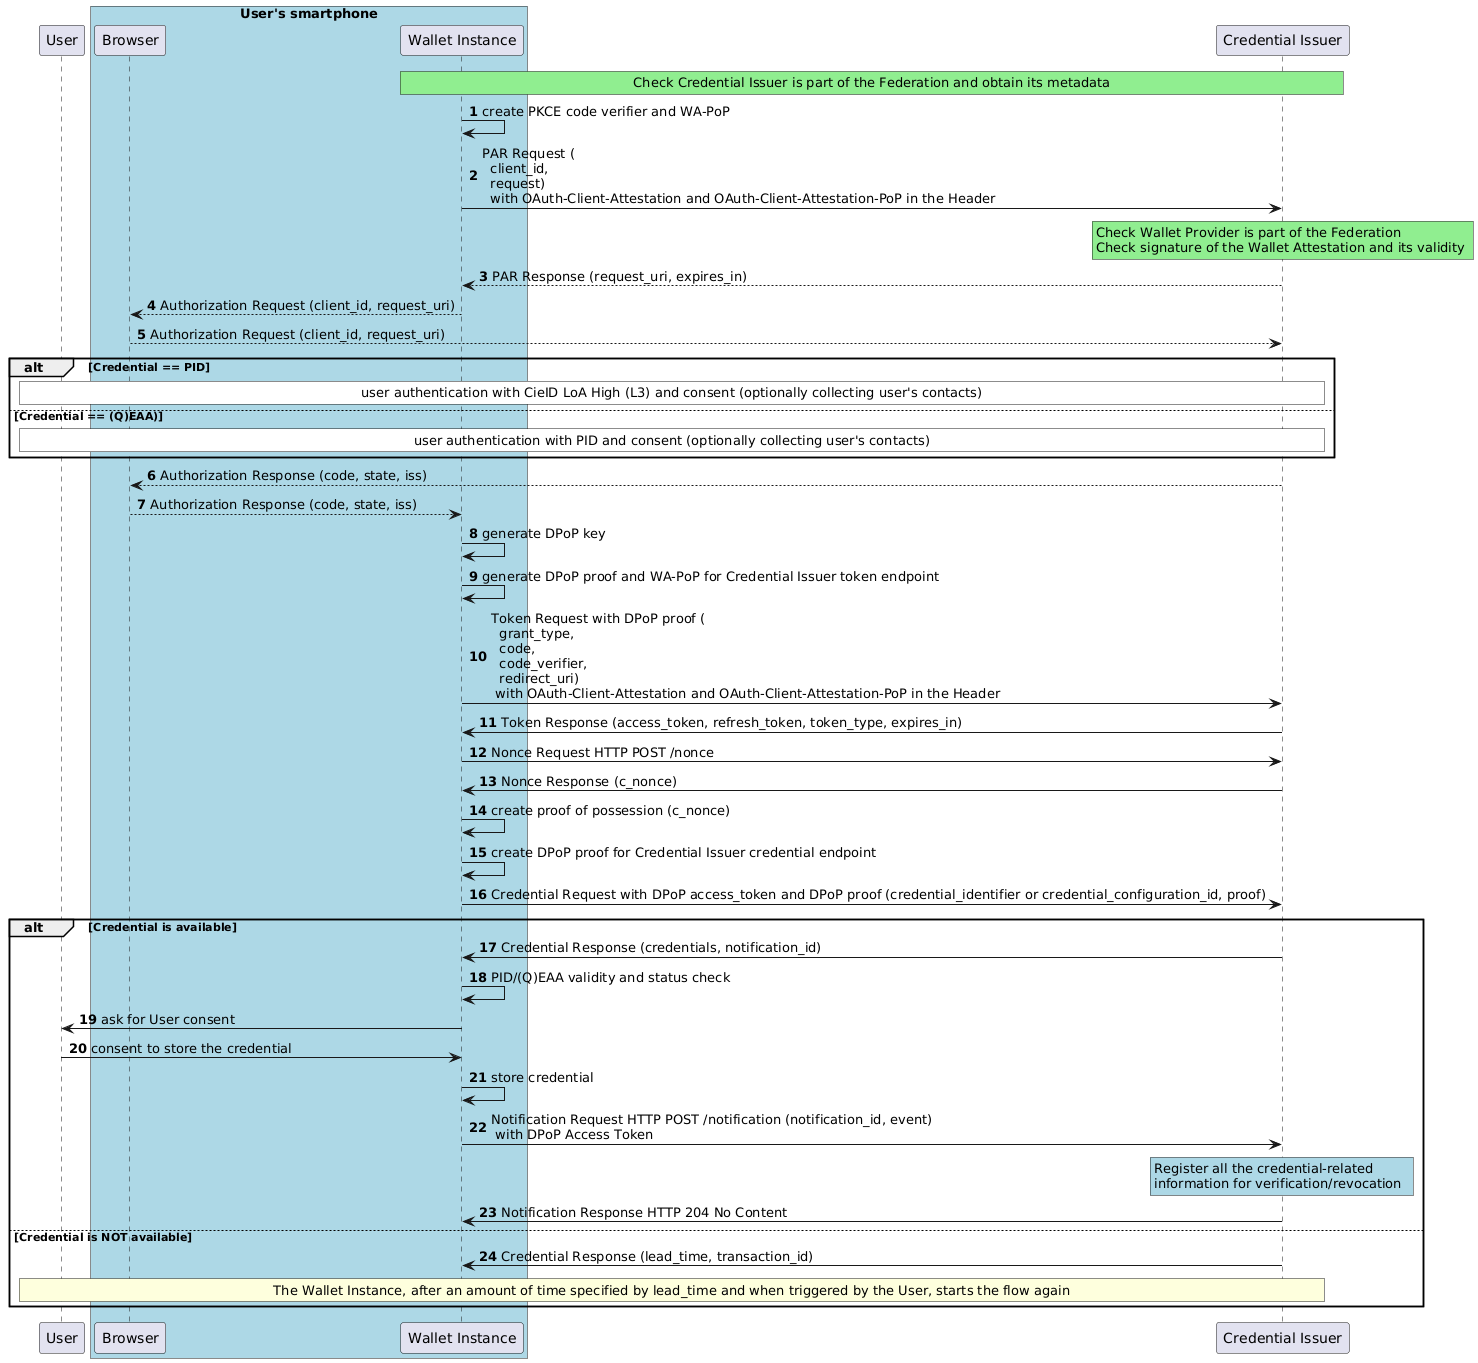 User's smartphone
User
Browser
Wallet Instance
Credential Issuer
Check Credential Issuer is part of the Federation and obtain its metadata
1 create PKCE code verifier and WA-PoP
PAR Request (
client_id,
2
request)
with OAuth-Client-Attestation and OAuth-Client-Attestation-PoP in the Header
Check Wallet Provider is part of the Federation
Check signature of the Wallet Attestation and its validity
3 PAR Response (request_uri, expires_in)
4 Authorization Request (client_id, request_uri)
5 Authorization Request (client_id, request_uri)
alt [Credential == PID]
user authentication with CieID LoA High (L3) and consent (optionally collecting user's contacts)
[Credential == (Q)EAA)]
user authentication with PID and consent (optionally collecting user's contacts)
6 Authorization Response (code, state, iss)
7 Authorization Response (code, state, iss)
8 generate DPoP key
9 generate DPoP proof and WA-PoP for Credential Issuer token endpoint
Token Request with DPoP proof (
grant_type,
code,
10 code_verifier,
redirect_uri)
with OAuth-Client-Attestation and OAuth-Client-Attestation-PoP in the Header
11 Token Response (access_token, refresh_token, token_type, expires_in)
12 Nonce Request HTTP POST /nonce
13 Nonce Response (c_nonce)
14 create proof of possession (c_nonce)
15 create DPoP proof for Credential Issuer credential endpoint
16 Credential Request with DPoP access_token and DPoP proof (credential_identifier or credential_configuration_id, proof)
alt [Credential is available]
17 Credential Response (credentials, notification_id)
18 PID/(Q)EAA validity and status check
19 ask for User consent
20 consent to store the credential
21 store credential
22 Notification Request HTTP POST /notification (notification_id, event)
with DPoP Access Token
Register all the credential-related
information for verification/revocation
23 Notification Response HTTP 204 No Content
[Credential is NOT available]
24 Credential Response (lead_time, transaction_id)
The Wallet Instance, after an amount of time specified by lead_time and when triggered by the User, starts the flow again
User
Browser
Wallet Instance
Credential Issuer